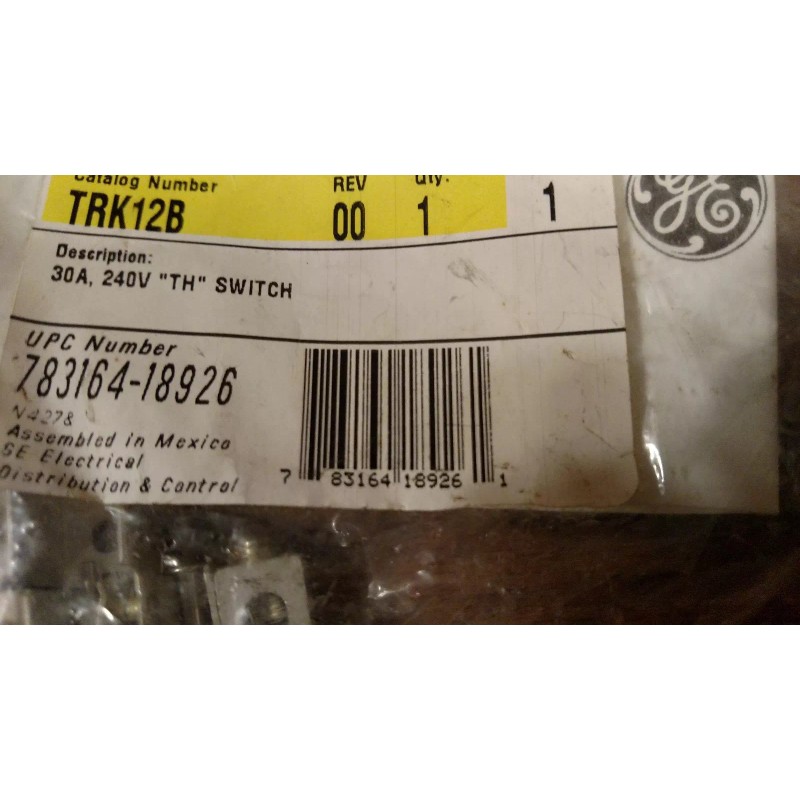 Catalog Number REV Qty.
TRK12B 00 1 1
Description:
30A, 240V "TH" SWITCH
UPC Number
783164-18926
N4278
Assembled in Mexico
GE Electrical
Distribution & Control
7 83164 18926 1
GE